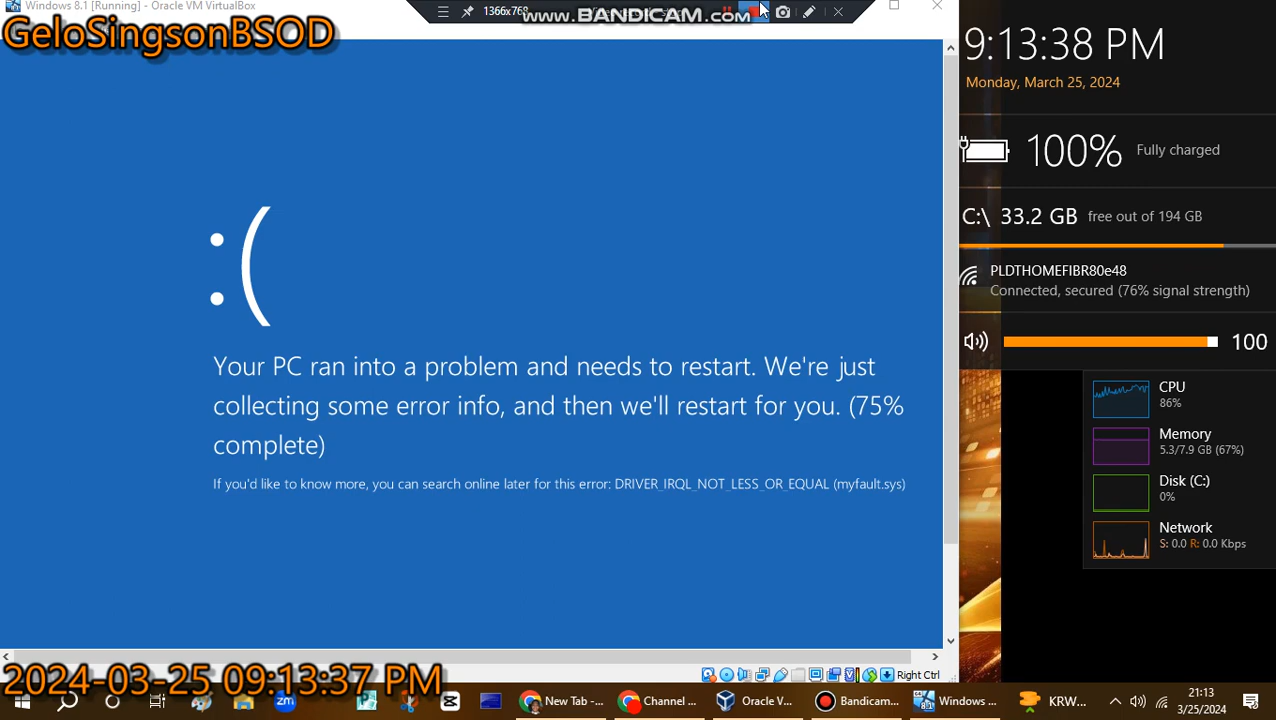 Windows 8.1 [Running] - Oracle VM VirtualBox
1366x768
www.BANDICAM.com
GeloSingsonBSOD
:(
Your PC ran into a problem and needs to restart. We're just
collecting some error info, and then we'll restart for you. (75%
complete)
If you'd like to know more, you can search online later for this error: DRIVER_IRQL_NOT_LESS_OR_EQUAL (myfault.sys)
Right Ctrl
2024-03-25 09:13:37 PM
9:13:38 PM
Monday, March 25, 2024
100% Fully charged
C:\ 33.2 GB free out of 194 GB
PLDTHOMEFIBR80e48
Connected, secured (76% signal strength)
100
CPU
86%
Memory
5.3/7.9 GB (67%)
Disk (C:)
0%
Network
S: 0.0 R: 0.0 Kbps
zm
New Tab -...
Channel ...
Oracle V...
Bandicam...
Windows ...
KRW...
21:13
3/25/2024